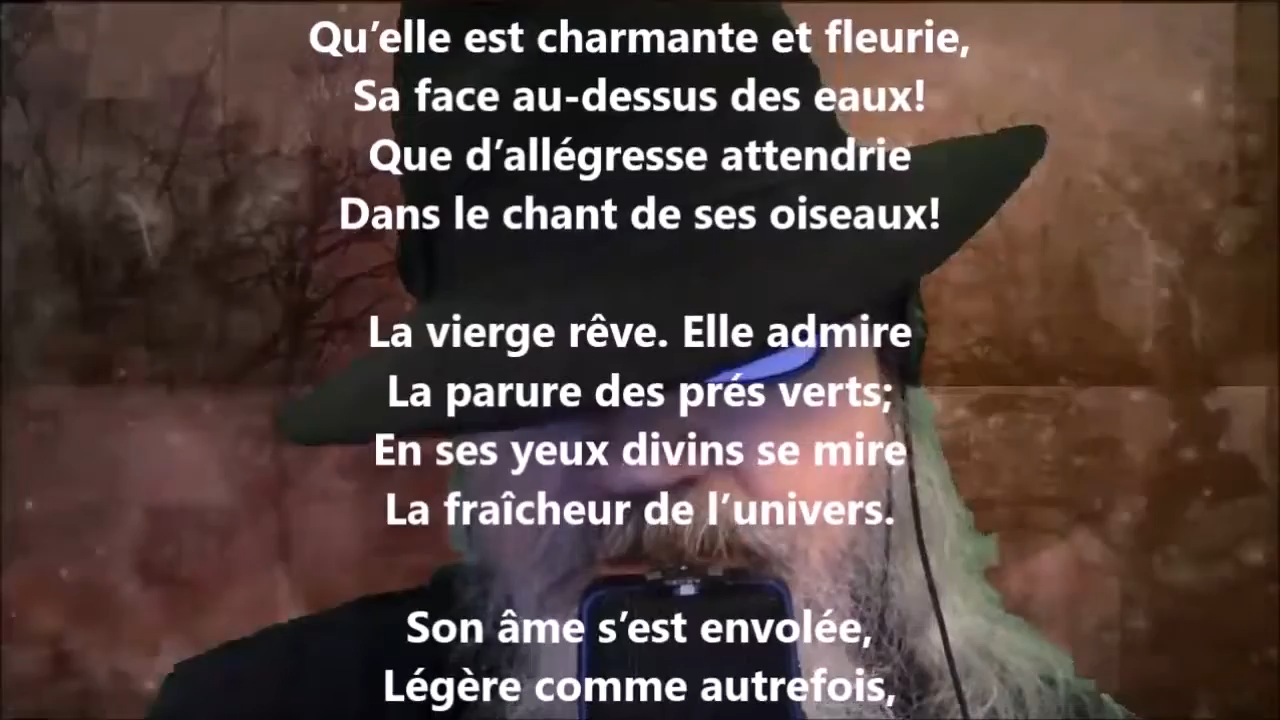 Qu’elle est charmante et fleurie,
Sa face au-dessus des eaux!
Que d’allégresse attendrie
Dans le chant de ses oiseaux!
La vierge rêve. Elle admire
La parure des prés verts;
En ses yeux divins se mire
La fraîcheur de l’univers.
Son âme s’est envolée,
Légère comme autrefois,